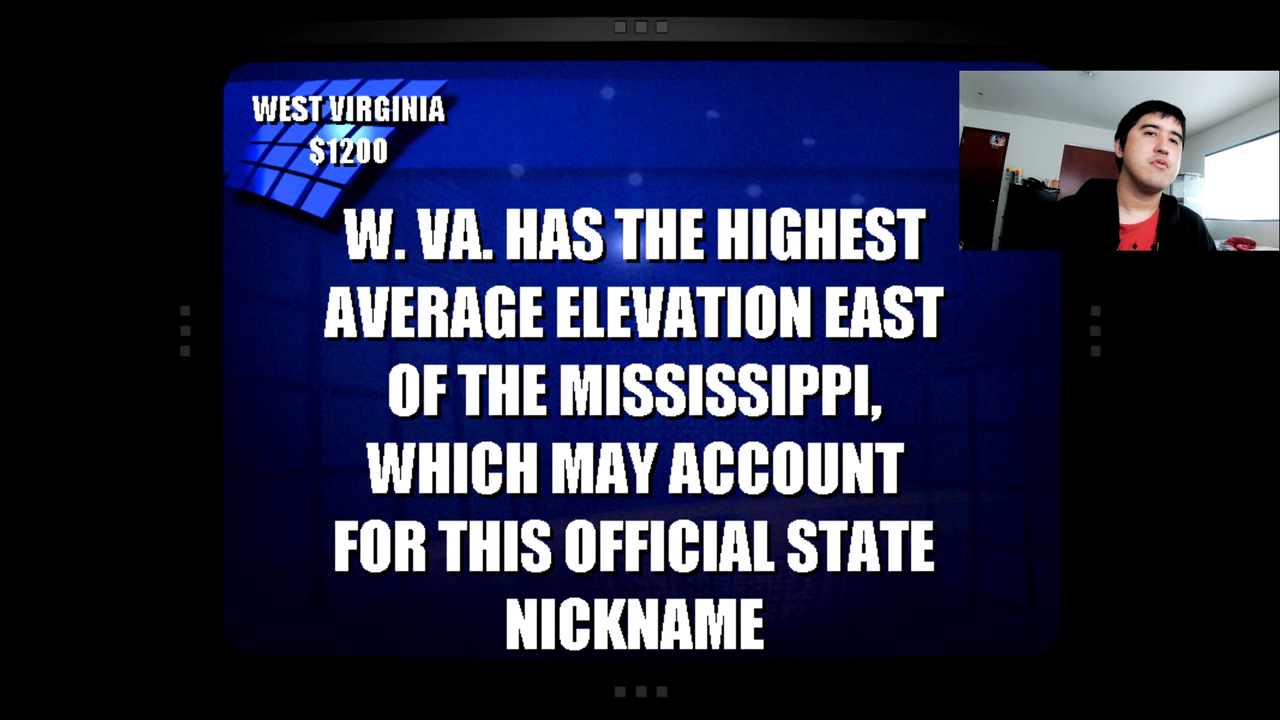 WEST VIRGINIA
$1200
W. VA. HAS THE HIGHEST
AVERAGE ELEVATION EAST
OF THE MISSISSIPPI,
WHICH MAY ACCOUNT
FOR THIS OFFICIAL STATE
NICKNAME